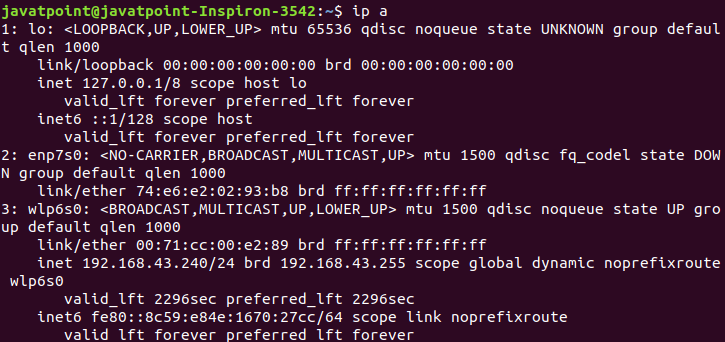 javatpoint@javatpoint-Inspiron-3542:~$ ip a
1: lo: <LOOPBACK,UP,LOWER_UP> mtu 65536 qdisc noqueue state UNKNOWN group defaul
t qlen 1000
    link/loopback 00:00:00:00:00:00 brd 00:00:00:00:00:00
    inet 127.0.0.1/8 scope host lo
       valid_lft forever preferred_lft forever
    inet6 ::1/128 scope host
       valid_lft forever preferred_lft forever
2: enp7s0: <NO-CARRIER,BROADCAST,MULTICAST,UP> mtu 1500 qdisc fq_codel state DOW
N group default qlen 1000
    link/ether 74:e6:e2:02:93:b8 brd ff:ff:ff:ff:ff:ff
3: wlp6s0: <BROADCAST,MULTICAST,UP,LOWER_UP> mtu 1500 qdisc noqueue state UP gro
up default qlen 1000
    link/ether 00:71:cc:00:e2:89 brd ff:ff:ff:ff:ff:ff
    inet 192.168.43.240/24 brd 192.168.43.255 scope global dynamic noprefixroute
 wlp6s0
       valid_lft 2296sec preferred_lft 2296sec
    inet6 fe80::8c59:e84e:1670:27cc/64 scope link noprefixroute
       valid_lft forever preferred_lft forever